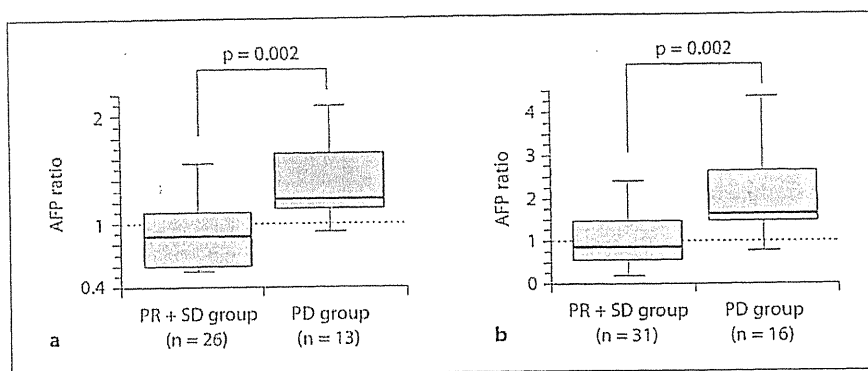 p = 0.002
AFP ratio
2
1
0.4
PR + SD group
(n = 26)
PD group
(n = 13)
a
p = 0.002
AFP ratio
4
3
2
1
0
PR + SD group
(n = 31)
PD group
(n = 16)
b